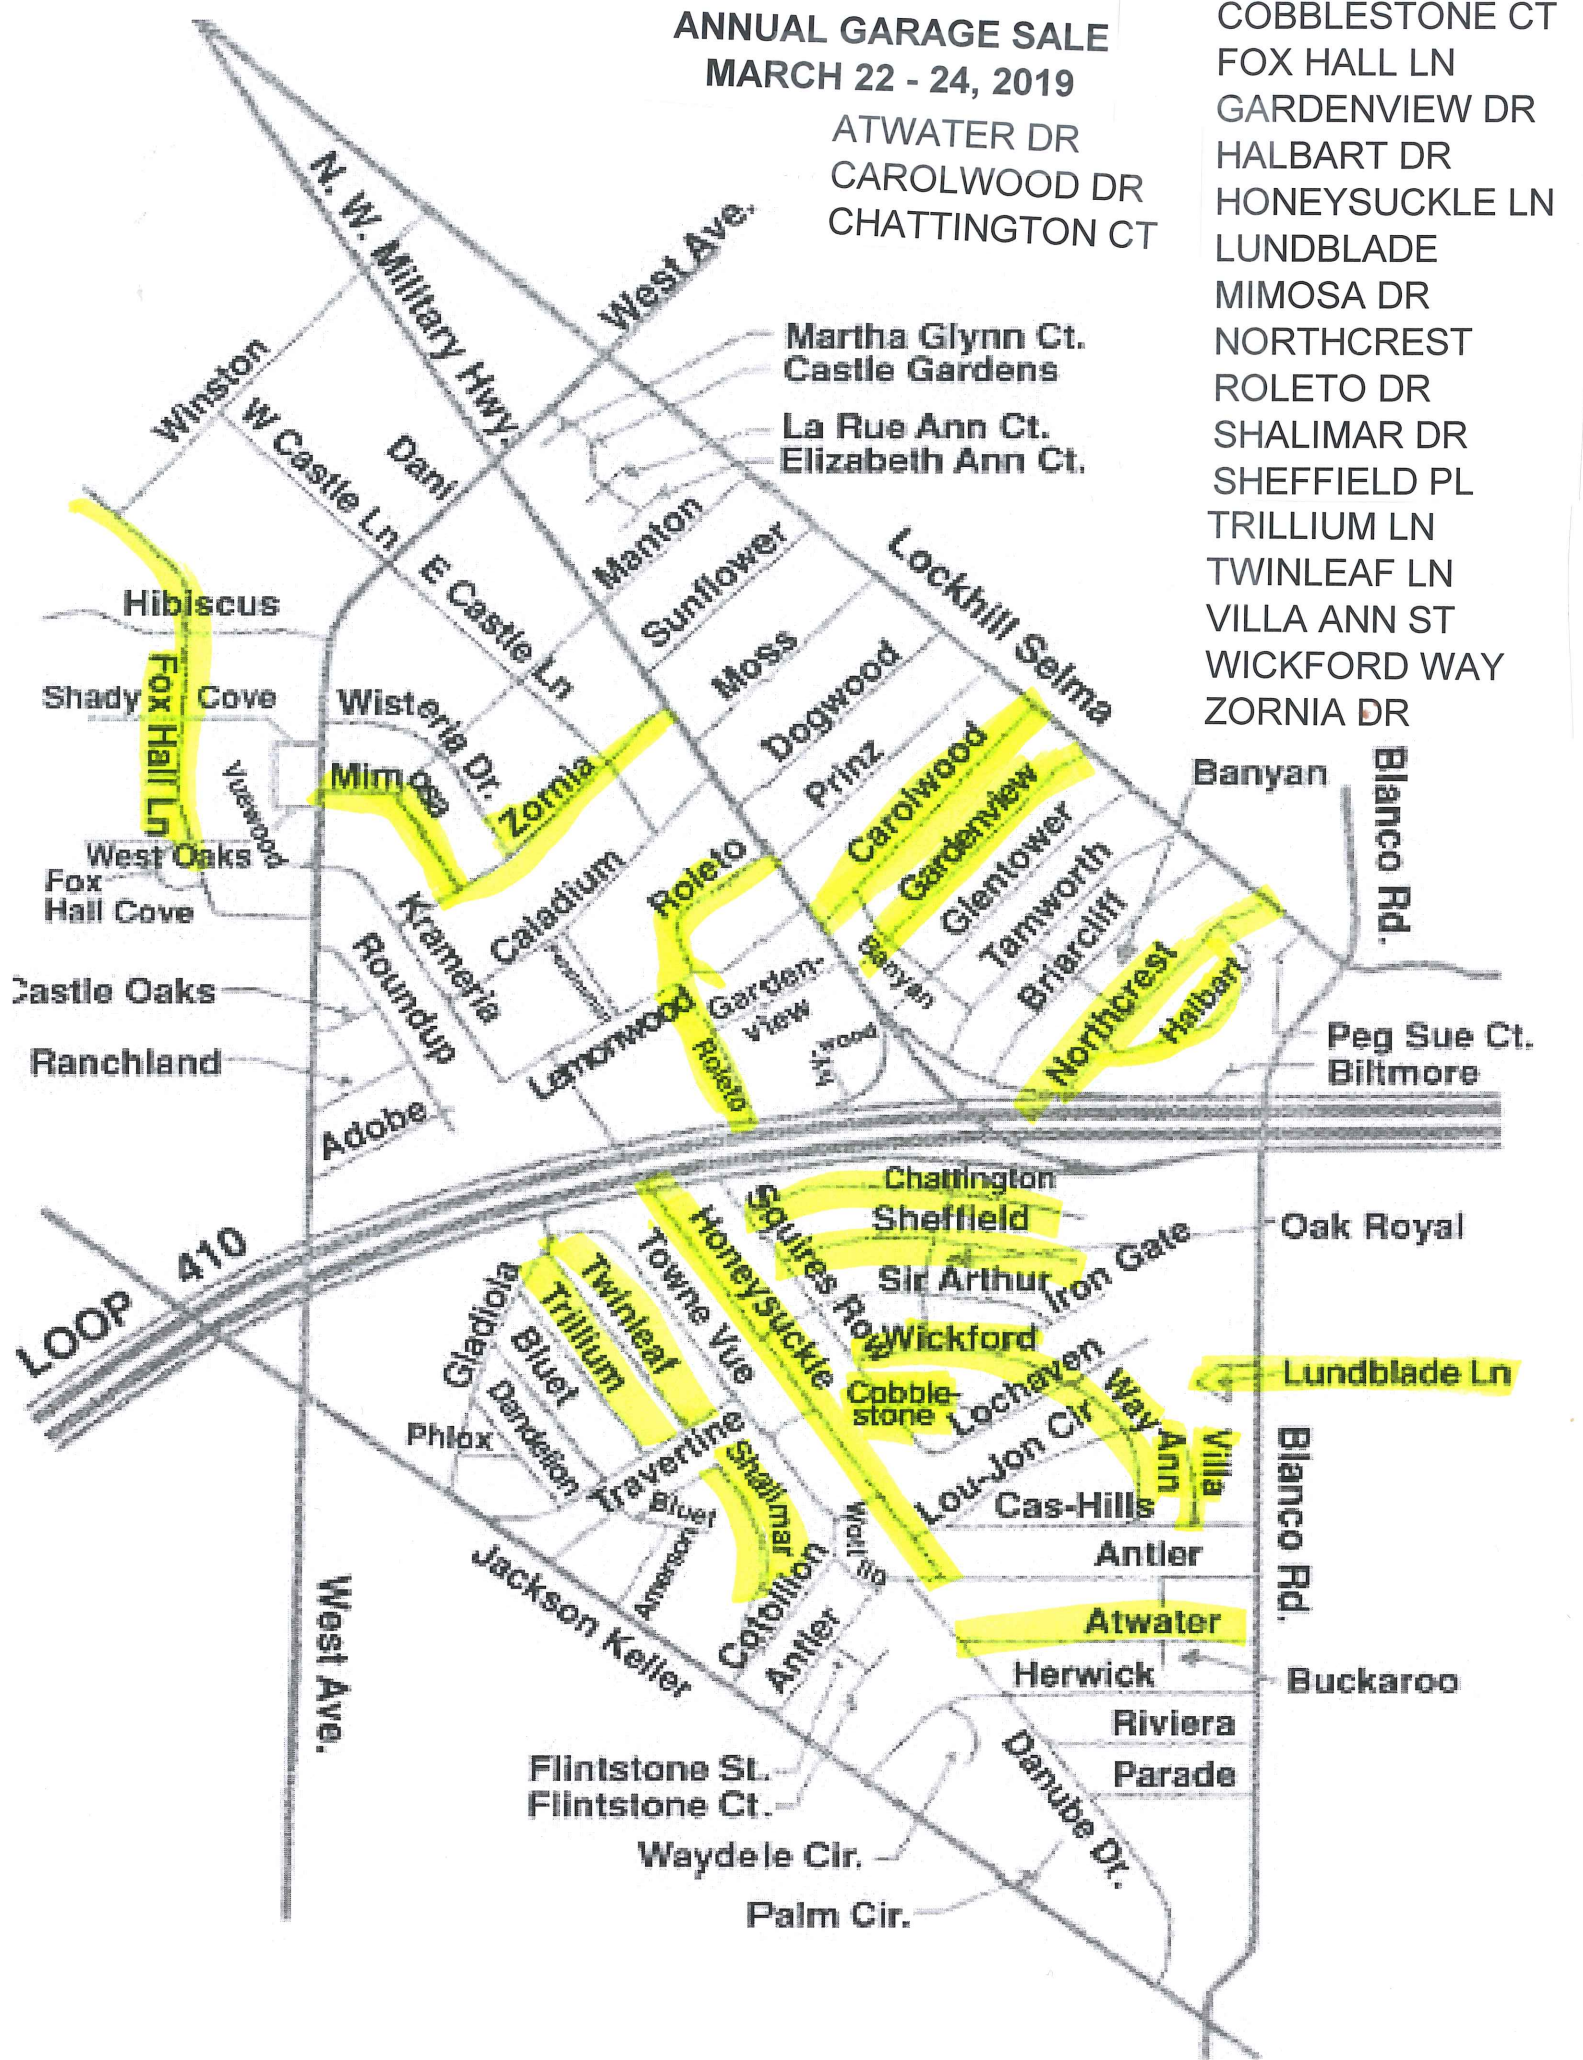 ANNUAL GARAGE SALE
MARCH 22 - 24, 2019
ATWATER DR
CAROLWOOD DR
CHATTINGTON CT
COBBLESTONE CT
FOX HALL LN
GARDENVIEW DR
HALBART DR
HONEYSUCKLE LN
LUNDBLADE
MIMOSA DR
NORTHCREST
ROLETO DR
SHALIMAR DR
SHEFFIELD PL
TRILLIUM LN
TWINLEAF LN
VILLA ANN ST
WICKFORD WAY
ZORNIA DR
N. W. Military Hwy.
West Ave.
Martha Glynn Ct.
Castle Gardens
La Rue Ann Ct.
Elizabeth Ann Ct.
Winston
W Castle Ln
Dani
Manton
Sunflower
Lockhill Selma
E Castle Ln
Hibiscus
Moss
Fox Hall Ln
Shady Cove
Wisteria Dr.
Dogwood
Prinz
Mimosa
Zornia
Vuewood
Carolwood
Gardenview
Banyan
Blanco Rd.
Glentower
Tamworth
Briarcliff
West Oaks
Fox
Hall Cove
Roleto
Caladium
Krameria
Roundup
Banyan
Northcrest
Halbart
Castle Oaks
Ranchland
Lemonwood
Garden-
view
wood
Roleto
Peg Sue Ct.
Biltmore
Adobe
Chattington
Sheffield
Squires Row
Honeysuckle
Oak Royal
Sir Arthur
Iron Gate
LOOP 410
Towne Vue
Twinleaf
Trillium
Gladiola
Bluet
Dandelion
Phlox
Wickford
Way
Cobble-
stone
Lochaven
Lundblade Ln
Lou-Jon Cir
Villa
Ann
Travertine
Shalimar
Bluet
Amerson
Cas-Hills
Antler
Blanco Rd.
Jackson Keller
Cotollion
Antler
Atwater
Herwick
Buckaroo
West Ave.
Riviera
Parade
Flintstone St.
Flintstone Ct.
Danube Dr.
Waydele Cir.
Palm Cir.